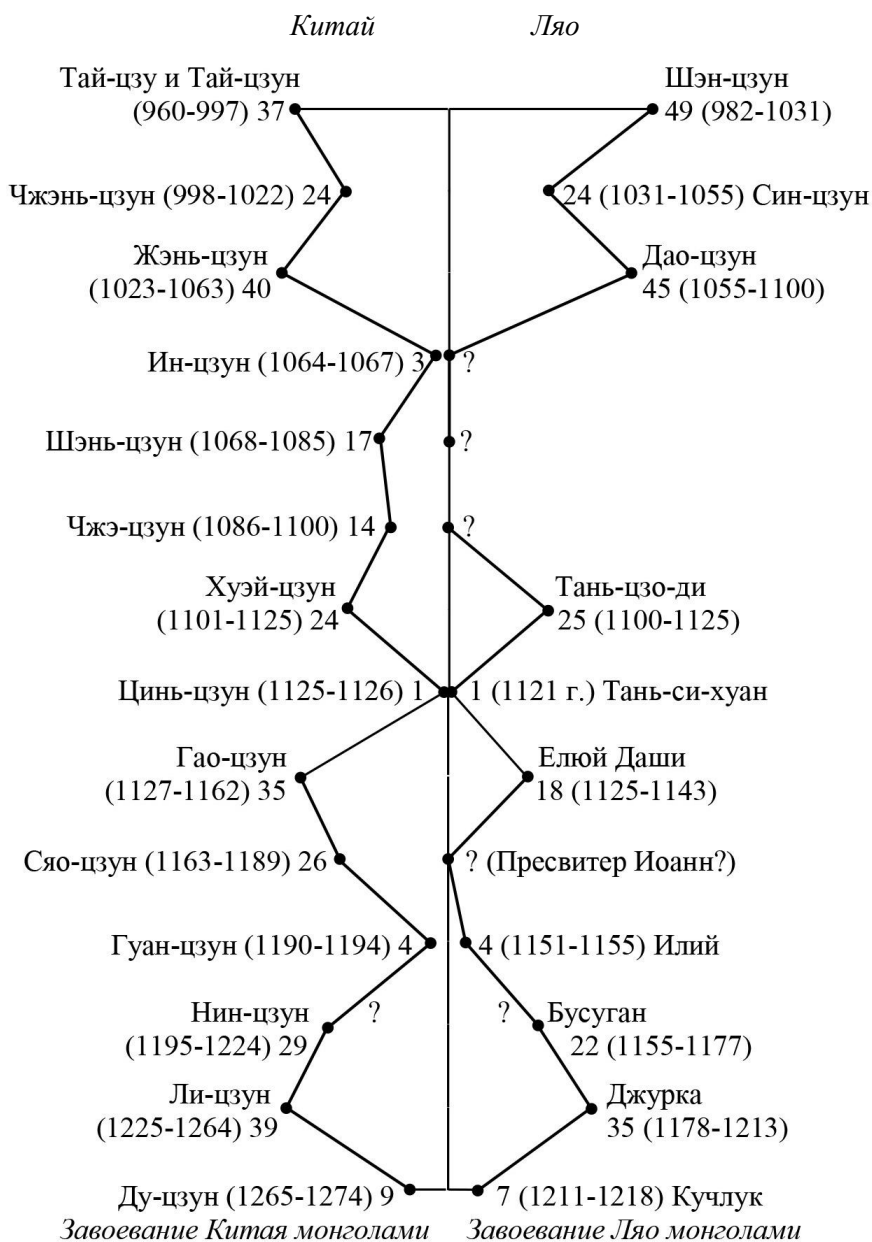 Китай Ляо
Тай-цзу и Тай-цзун
(960-997) 37
Шэн-цзун
49 (982-1031)
Чжэнь-цзун (998-1022) 24
24 (1031-1055) Син-цзун
Жэнь-цзун
(1023-1063) 40
Дао-цзун
45 (1055-1100)
Ин-цзун (1064-1067) 3
?
Шэнь-цзун (1068-1085) 17
?
Чжэ-цзун (1086-1100) 14
?
Хуэй-цзун
(1101-1125) 24
Тань-цзо-ди
25 (1100-1125)
Цинь-цзун (1125-1126) 1
1 (1121 г.) Тань-си-хуан
Гао-цзун
(1127-1162) 35
Елюй Даши
18 (1125-1143)
Сяо-цзун (1163-1189) 26
? (Пресвитер Иоанн?)
Гуан-цзун (1190-1194) 4
4 (1151-1155) Илий
Нин-цзун
(1195-1224) 29
?
?
Бусуган
22 (1155-1177)
Ли-цзун
(1225-1264) 39
Джурка
35 (1178-1213)
Ду-цзун (1265-1274) 9
7 (1211-1218) Кучлук
Завоевание Китая монголами
Завоевание Ляо монголами